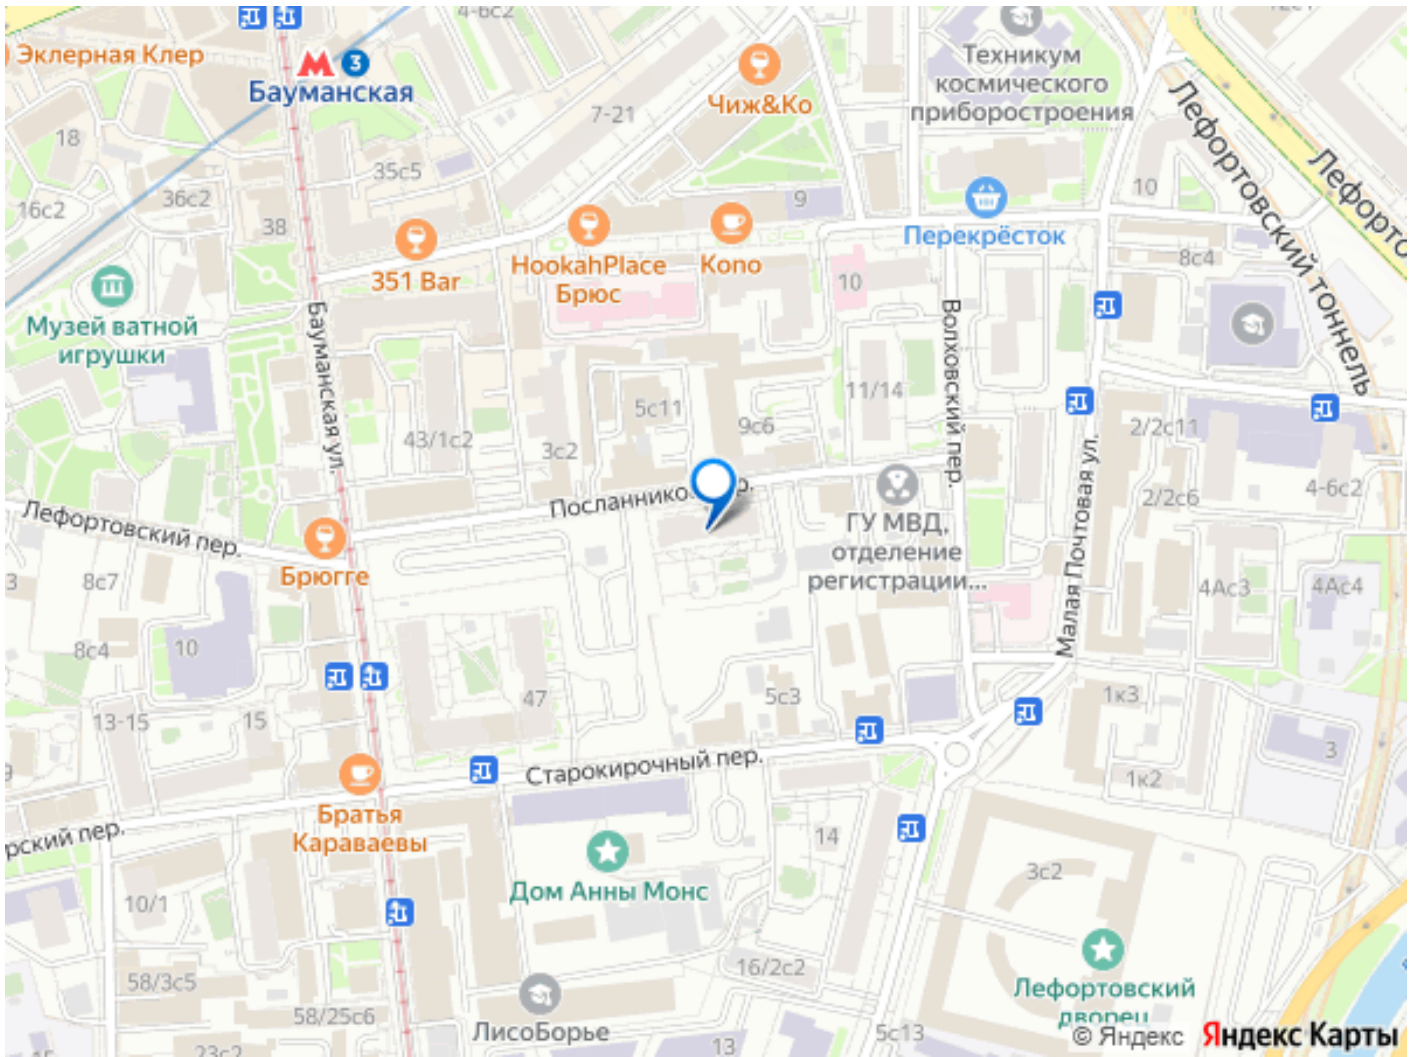 4-6с2
Эклерная Клер
3
Бауманская
Чиж&Ко
Техникум
космического
приборостроения
Лефортовский тоннель
Лефорто
7-21
18
35с5
36с2
16с2
38
9
10
351 Bar
HookahPlace
Брюс
Kono
Перекрёсток
8с4
10
Музей ватной
игрушки
Бауманская ул.
Волховский пер.
11/14
5с11
9с6
43/1с2
3с2
2/2с11
2/2с6
4-6с2
Малая Почтовая ул.
Лефортовский пер.
Брюгге
ГУ МВД,
отделение
регистрации...
3
8с7
8с4
10
4Ас3
4Ас4
13-15
15
47
5с3
1к3
1к2
3
9
Старокирочный пер.
рский пер.
Братья
Караваевы
Дом Анны Монс
14
3с2
10/1
58/3с5
58/25с6
23с2
16/2с2
ЛисоБорье
13
5с13
Лефортовский
дворец
© Яндекс Яндекс Карты